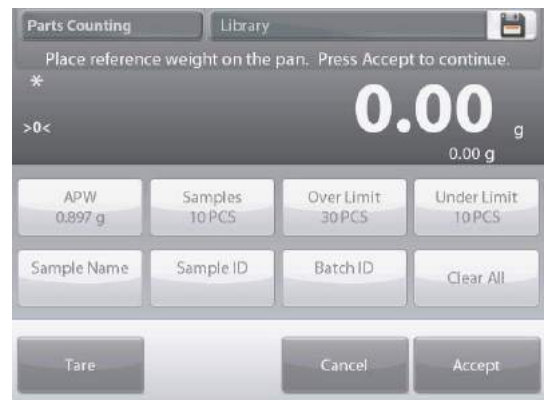 Parts Counting
Library
Place reference weight on the pan. Press Accept to continue.
*
>0<
0.00 g
0.00 g
APW
0.897 g
Samples
10 PCS
Over Limit
30 PCS
Under Limit
10 PCS
Sample Name
Sample ID
Batch ID
Clear All
Tare
Cancel
Accept